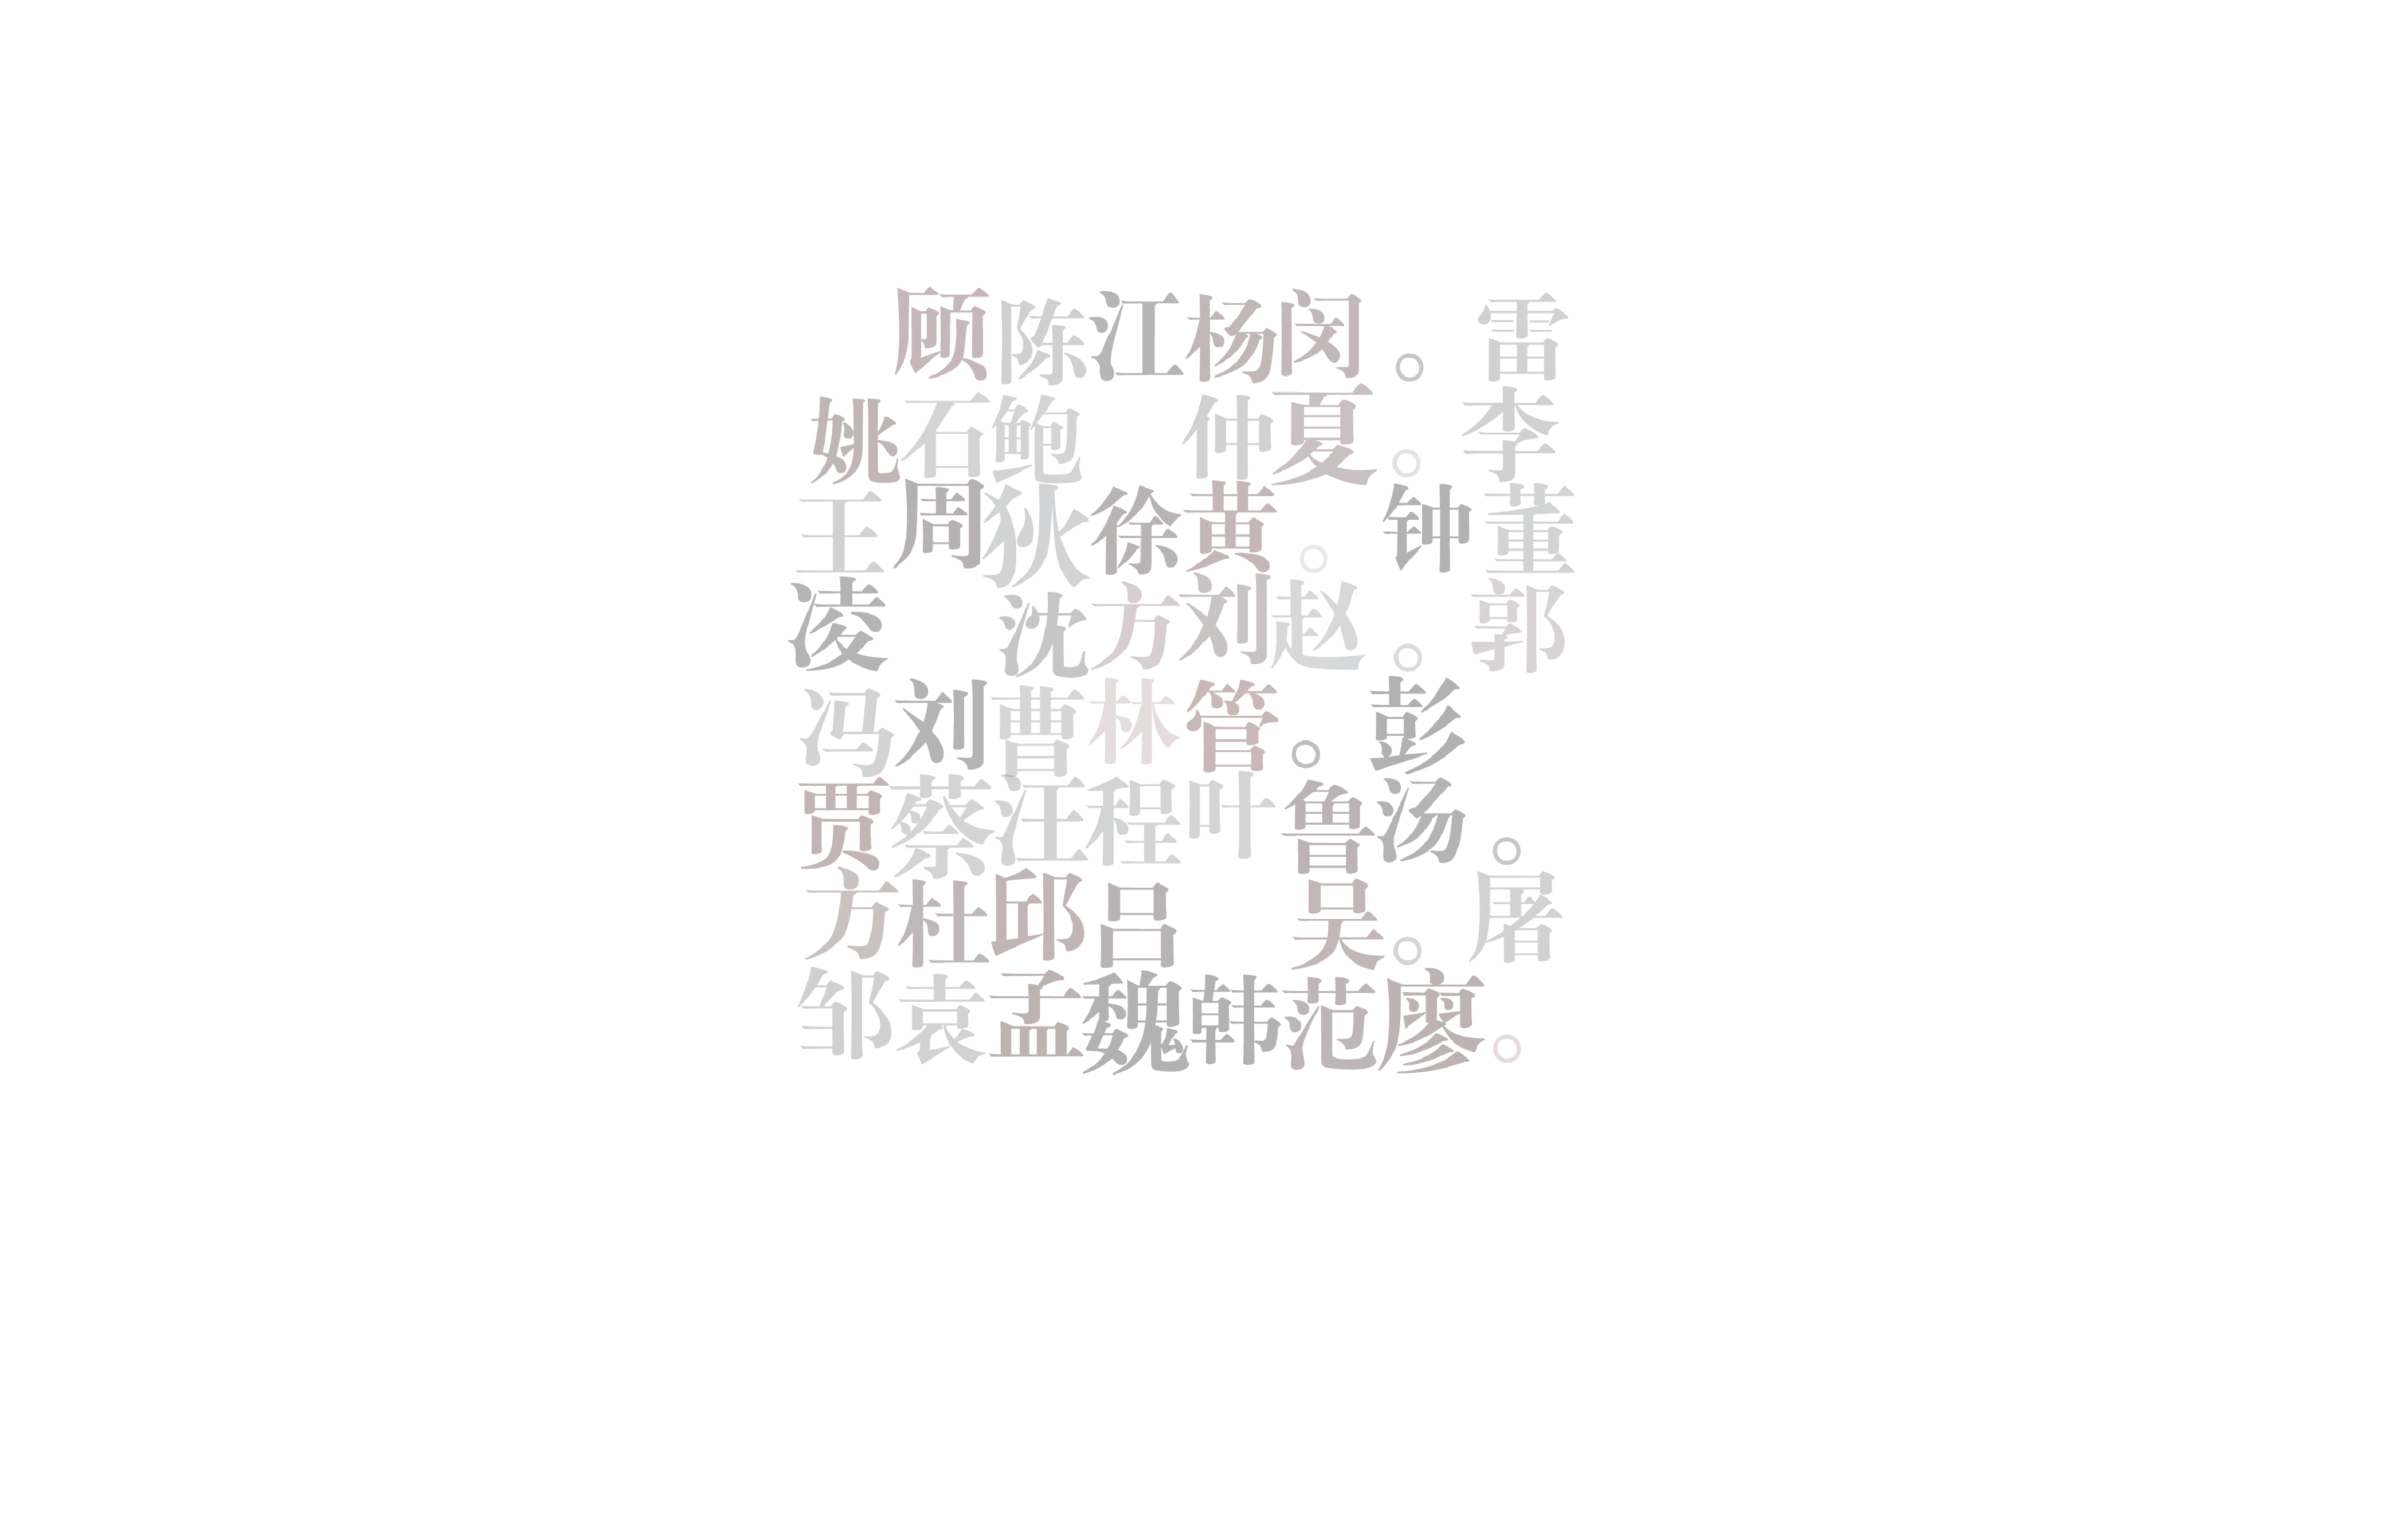 顾陈江杨闵。雷
姚石鲍仲夏。季
王周狄徐黄。钟董
凌沈方刘赵。郭
冯刘曹林管。彭
贾蔡汪程叶曾汤。
方杜邱吕吴。屠
邹袁孟魏韩范廖。